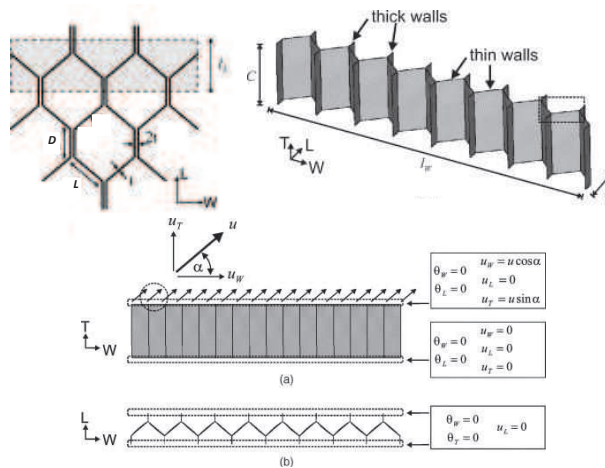 thick walls
thin walls
C
D
L
2t
t
L
W
T
L
W
l_W
u_T
u
α
u_W
θ_W = 0
θ_L = 0
u_W = u cosα
u_L = 0
u_T = u sinα
T
W
θ_W = 0
θ_L = 0
u_W = 0
u_L = 0
u_T = 0
(a)
L
W
θ_W = 0
θ_T = 0
u_L = 0
(b)